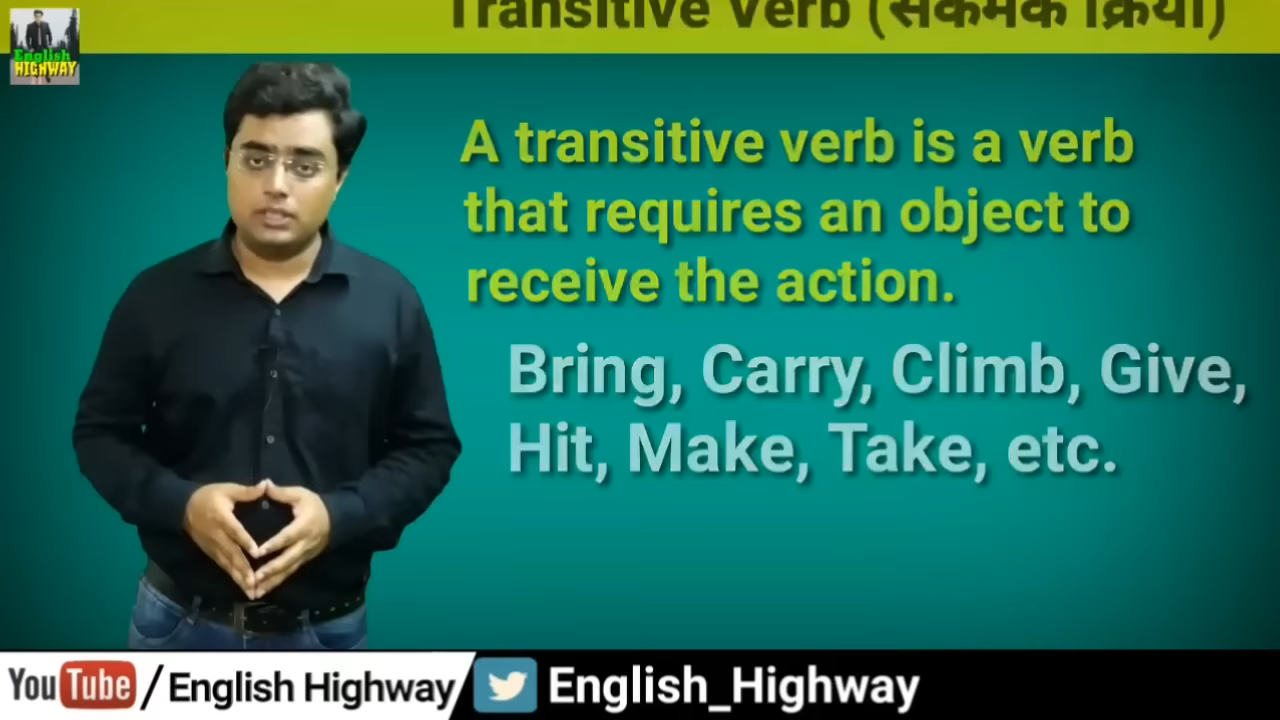 Transitive Verb (सकर्मक क्रिया)
English
HIGHWAY
A transitive verb is a verb
that requires an object to
receive the action.
Bring, Carry, Climb, Give,
Hit, Make, Take, etc.
YouTube /English Highway
English_Highway